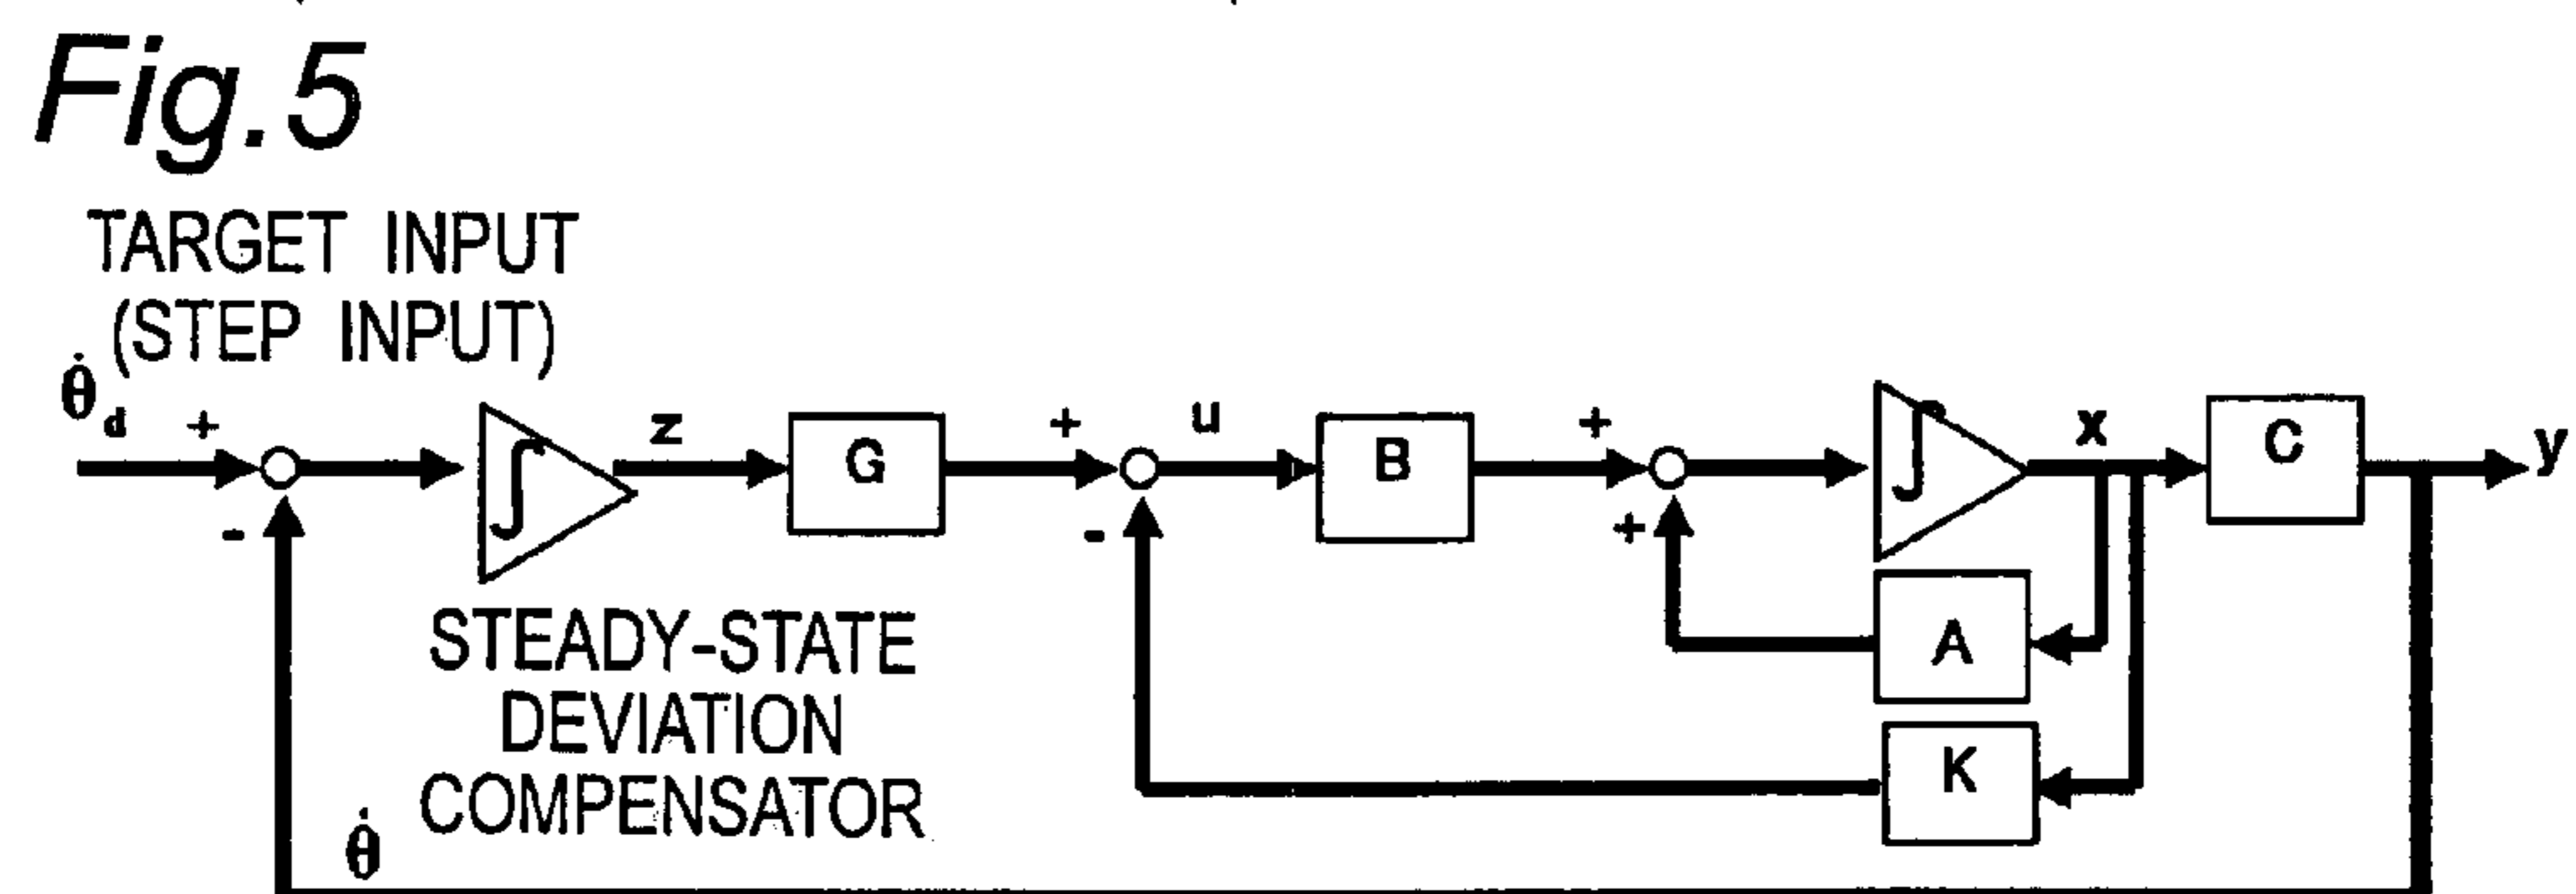 Fig.5
TARGET INPUT
(STEP INPUT)
θ̇d + z G + u B + x C y
- - +
A
STEADY-STATE
DEVIATION
COMPENSATOR
K
θ̇